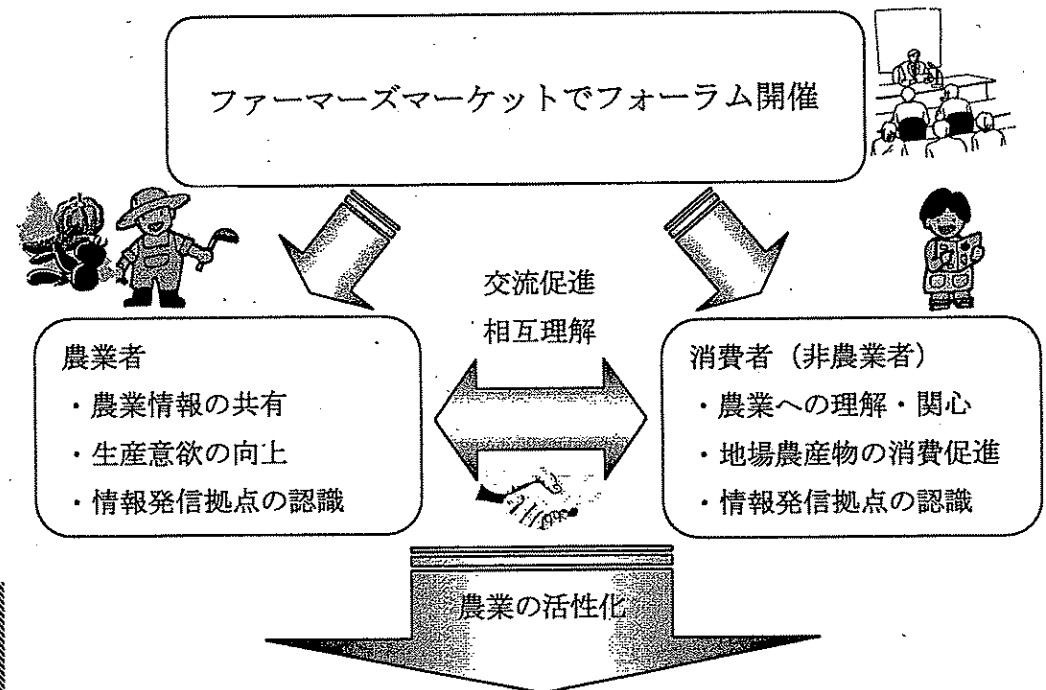 ファーマーズマーケットでフォーラム開催
交流促進
相互理解
農業者
・農業情報の共有
・生産意欲の向上
・情報発信拠点の認識
消費者（非農業者）
・農業への理解・関心
・地場農産物の消費促進
・情報発信拠点の認識
農業の活性化